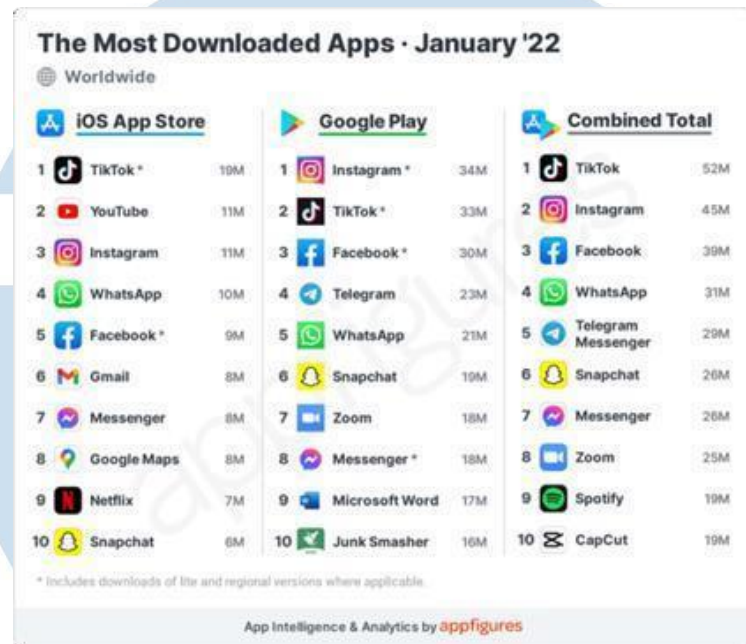 The Most Downloaded Apps · January '22
Worldwide
iOS App Store
1 TikTok * 19M
2 YouTube 11M
3 Instagram 11M
4 WhatsApp 10M
5 Facebook * 9M
6 Gmail 8M
7 Messenger 8M
8 Google Maps 8M
9 Netflix 7M
10 Snapchat 6M
Google Play
1 Instagram * 34M
2 TikTok * 33M
3 Facebook * 30M
4 Telegram 23M
5 WhatsApp 21M
6 Snapchat 19M
7 Zoom 18M
8 Messenger * 18M
9 Microsoft Word 17M
10 Junk Smasher 16M
Combined Total
1 TikTok 52M
2 Instagram 45M
3 Facebook 39M
4 WhatsApp 31M
5 Telegram
Messenger 29M
6 Snapchat 26M
7 Messenger 26M
8 Zoom 25M
9 Spotify 19M
10 CapCut 19M
* Includes downloads of lite and regional versions where applicable.
App Intelligence & Analytics by appfigures
appfigures